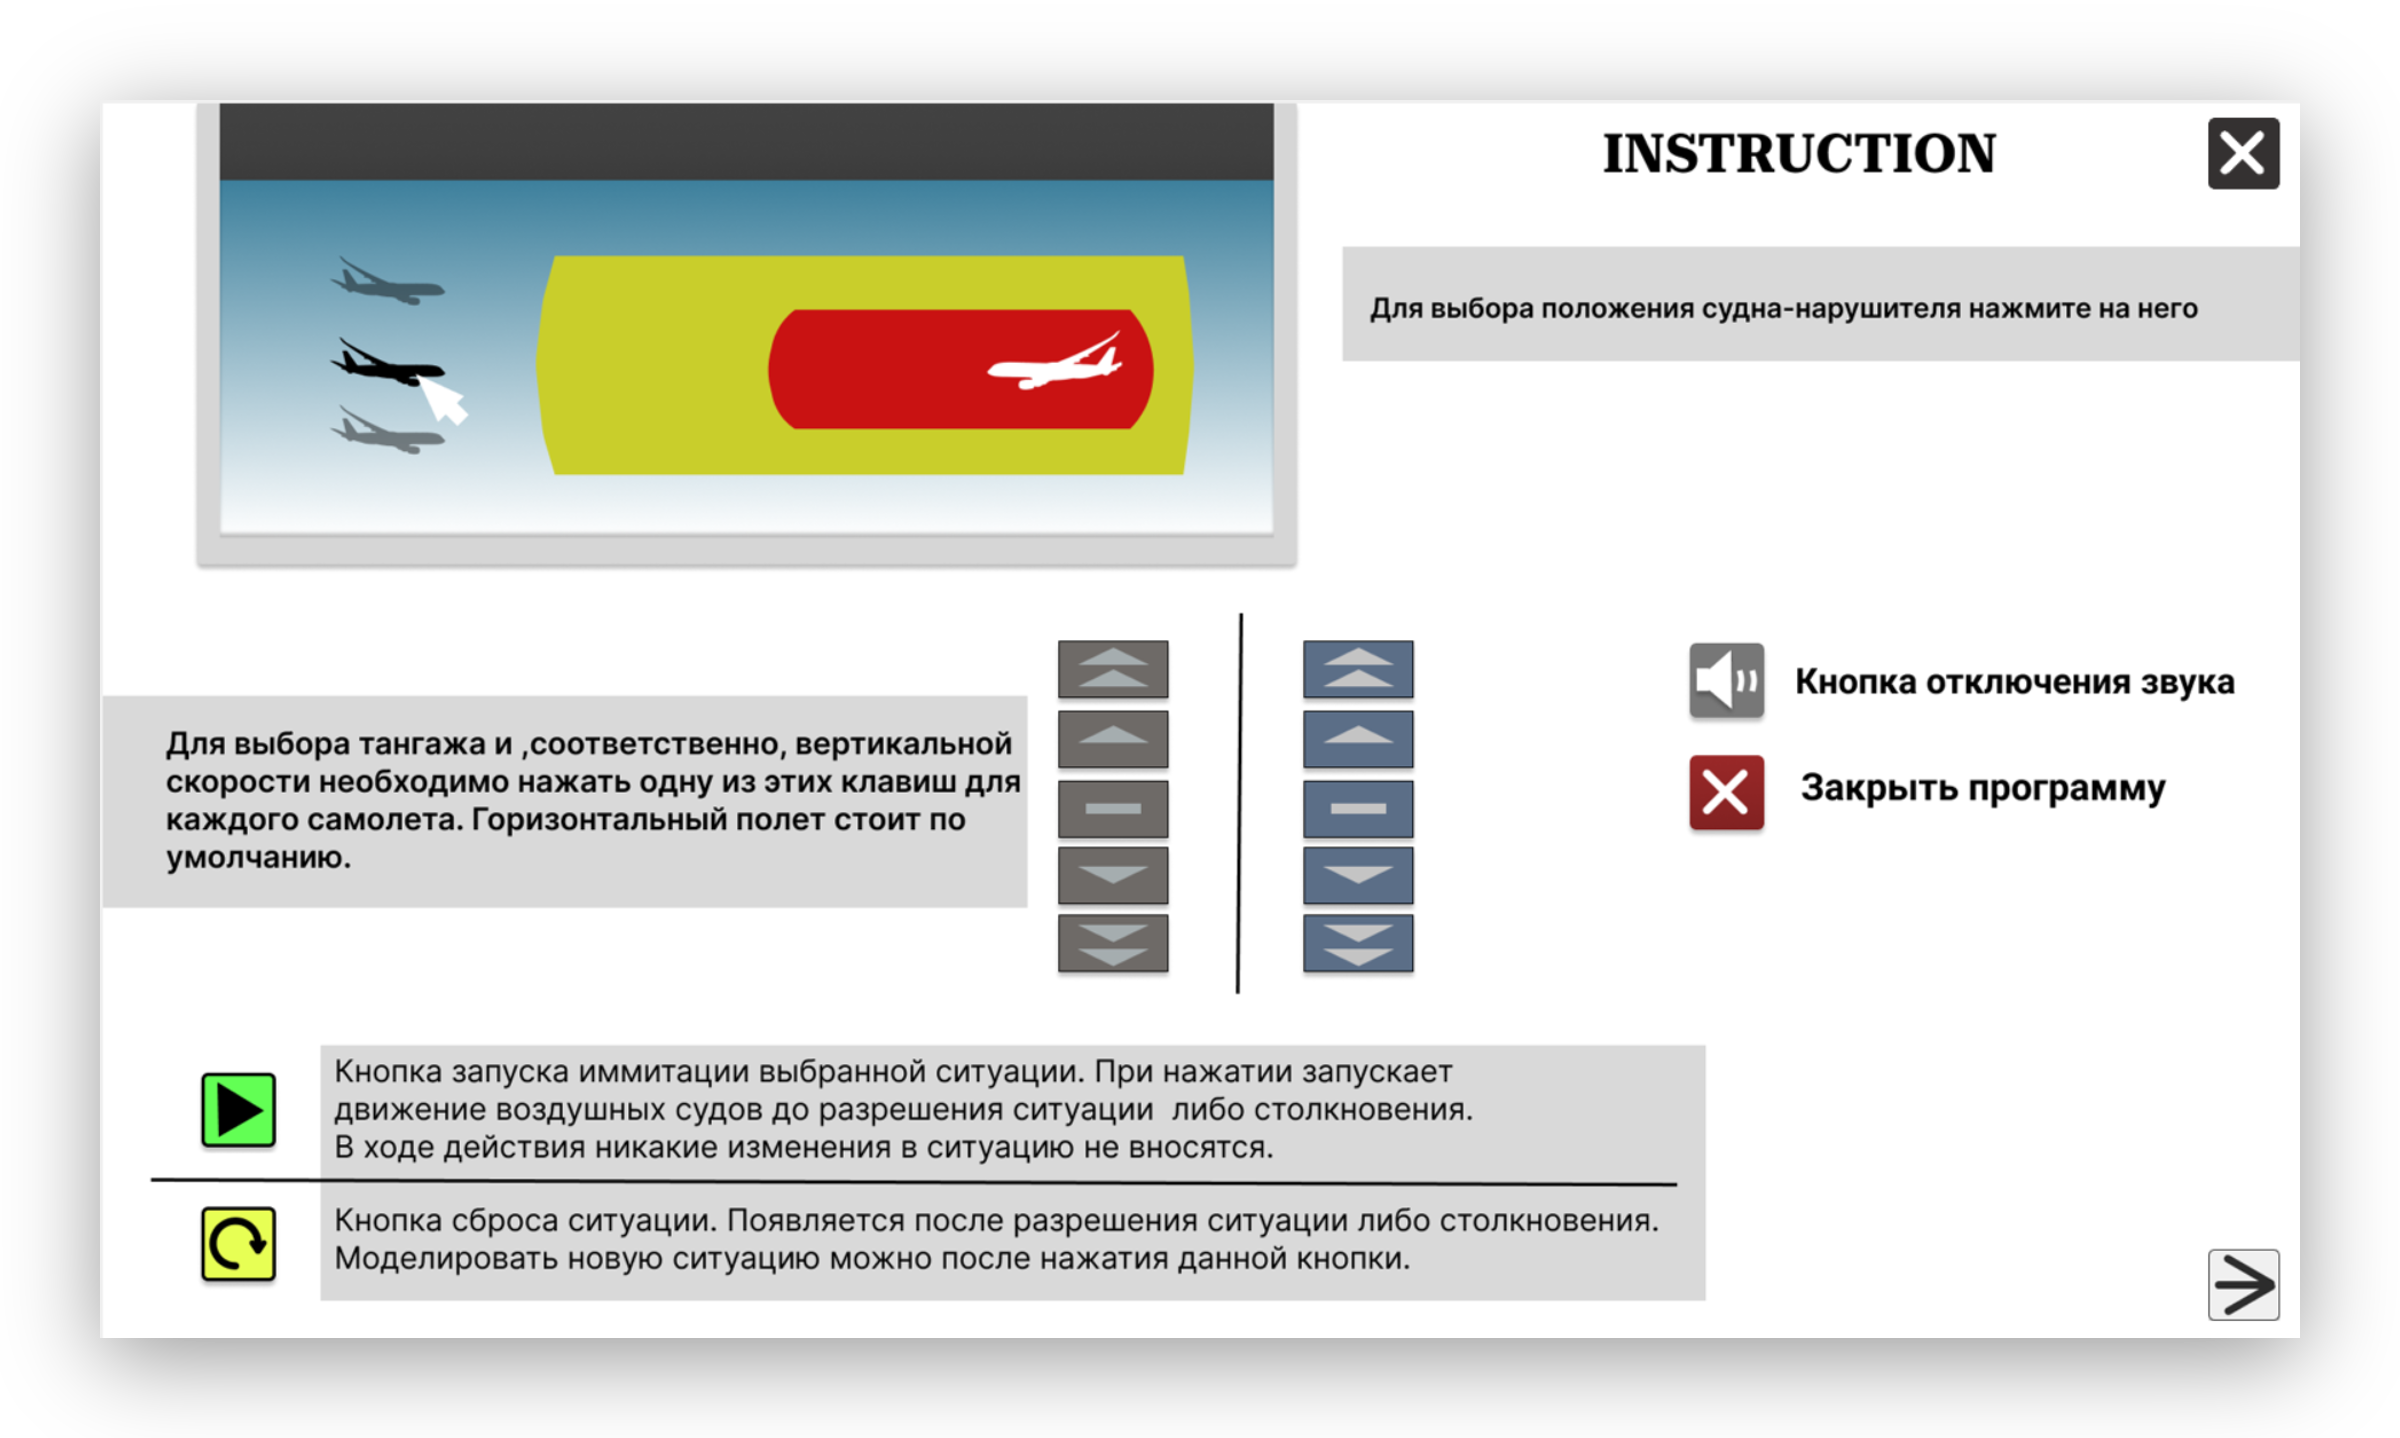 INSTRUCTION
Для выбора положения судна-нарушителя нажмите на него
Для выбора тангажа и ,соответственно, вертикальной
скорости необходимо нажать одну из этих клавиш для
каждого самолета. Горизонтальный полет стоит по
умолчанию.
Кнопка отключения звука
Закрыть программу
Кнопка запуска иммитации выбранной ситуации. При нажатии запускает
движение воздушных судов до разрешения ситуации  либо столкновения.
В ходе действия никакие изменения в ситуацию не вносятся.
Кнопка сброса ситуации. Появляется после разрешения ситуации либо столкновения.
Моделировать новую ситуацию можно после нажатия данной кнопки.